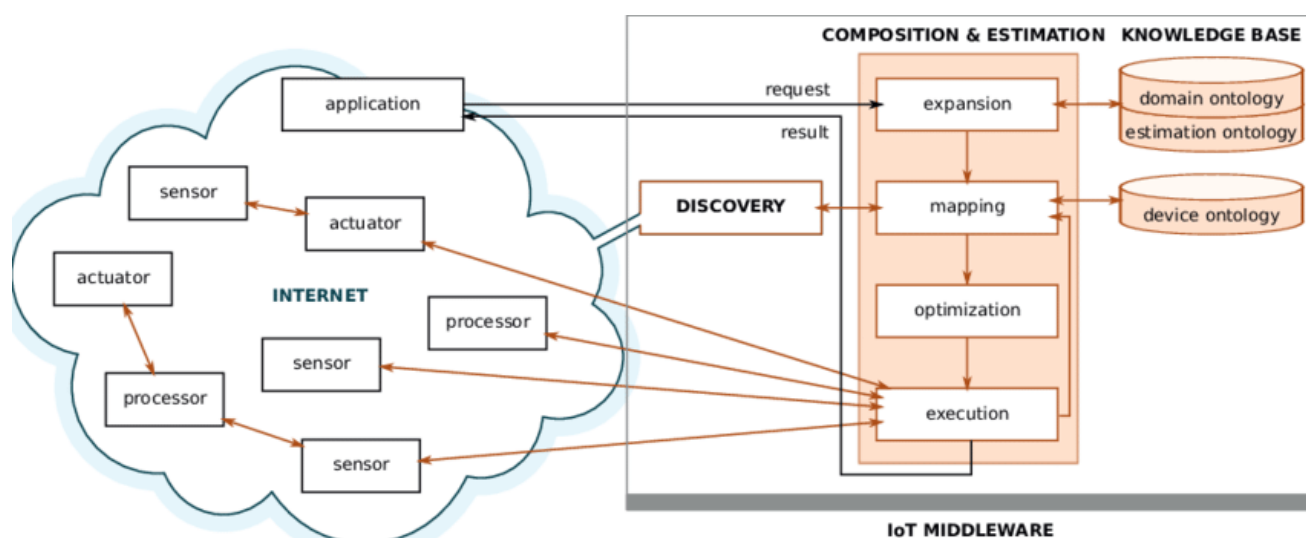 COMPOSITION & ESTIMATION
KNOWLEDGE BASE
application
request
expansion
domain ontology
result
estimation ontology
sensor
DISCOVERY
mapping
device ontology
actuator
actuator
INTERNET
processor
optimization
sensor
processor
execution
sensor
IoT MIDDLEWARE